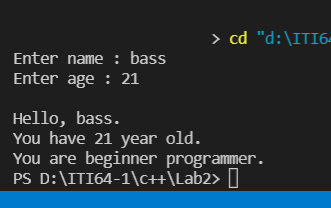 > cd "d:\ITI64
Enter name : bass
Enter age : 21
Hello, bass.
You have 21 year old.
You are beginner programmer.
PS D:\ITI64-1\c++\Lab2>